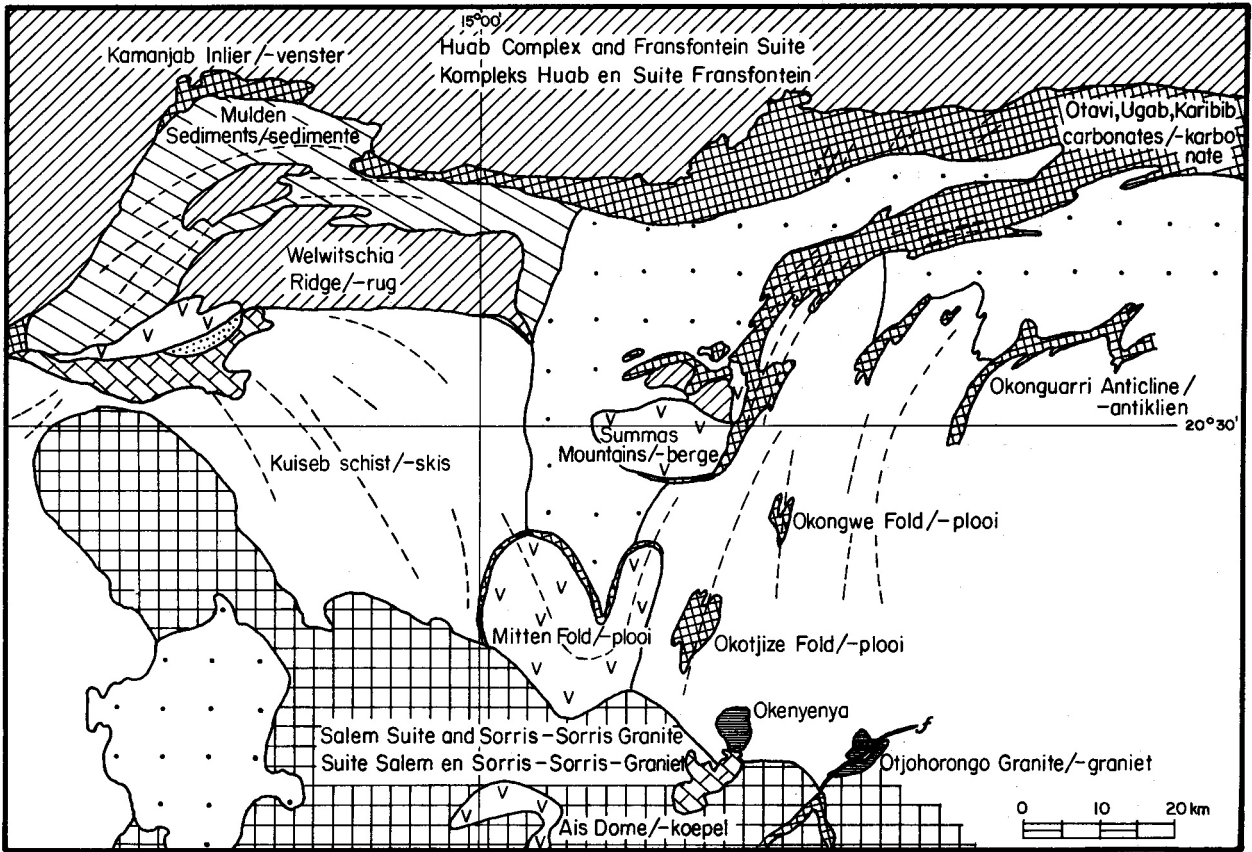 15°00'
Kamanjab Inlier/-venster
Huab Complex and Fransfontein Suite
Kompleks Huab en Suite Fransfontein
Mulden
Sediments/sedimente
Otavi, Ugab, Karibib
carbonates/-karbo
nate
Welwitschia
Ridge/-rug
Okonguarri Anticline/
-antiklien
20°30'
Summas
Mountains/-berge
Kuiseb schist/-skis
Okongwe Fold/-plooi
Mitten Fold/-plooi
Okotjize Fold/-plooi
Okenyenya
f
Salem Suite and Sorris-Sorris Granite
Suite Salem en Sorris-Sorris-Graniet
Otjohorongo Granite/-graniet
Ais Dome/-koepel
0 10 20 km